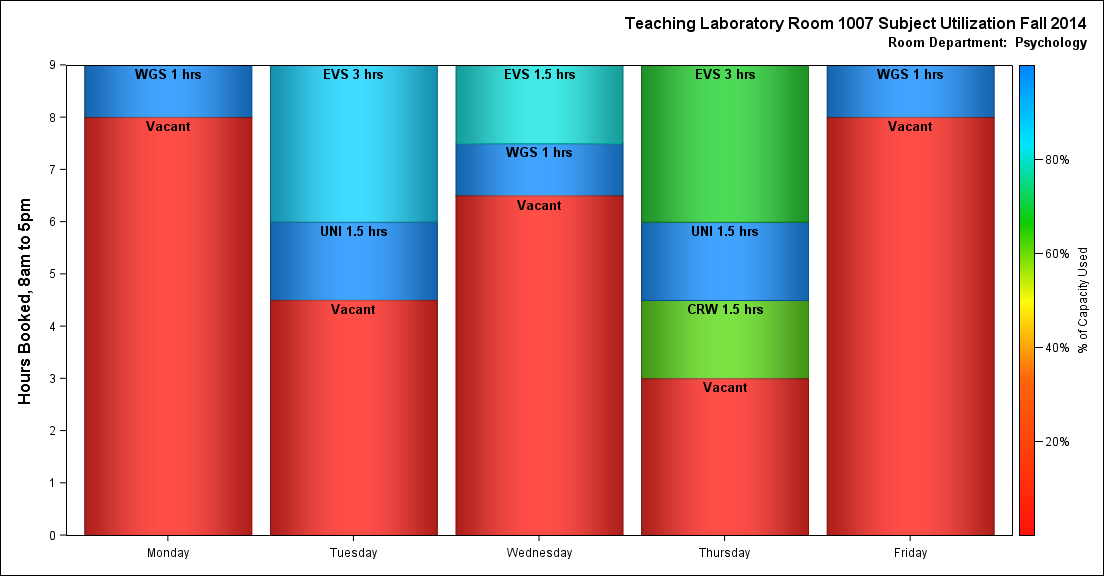 Teaching Laboratory Room 1007 Subject Utilization Fall 2014
Room Department:  Psychology
Hours Booked, 8am to 5pm
9
8
7
6
5
4
3
2
1
0
WGS 1 hrs
Vacant
EVS 3 hrs
UNI 1.5 hrs
Vacant
EVS 1.5 hrs
WGS 1 hrs
Vacant
EVS 3 hrs
UNI 1.5 hrs
CRW 1.5 hrs
Vacant
WGS 1 hrs
Vacant
Monday
Tuesday
Wednesday
Thursday
Friday
80%
60%
40%
20%
% of Capacity Used